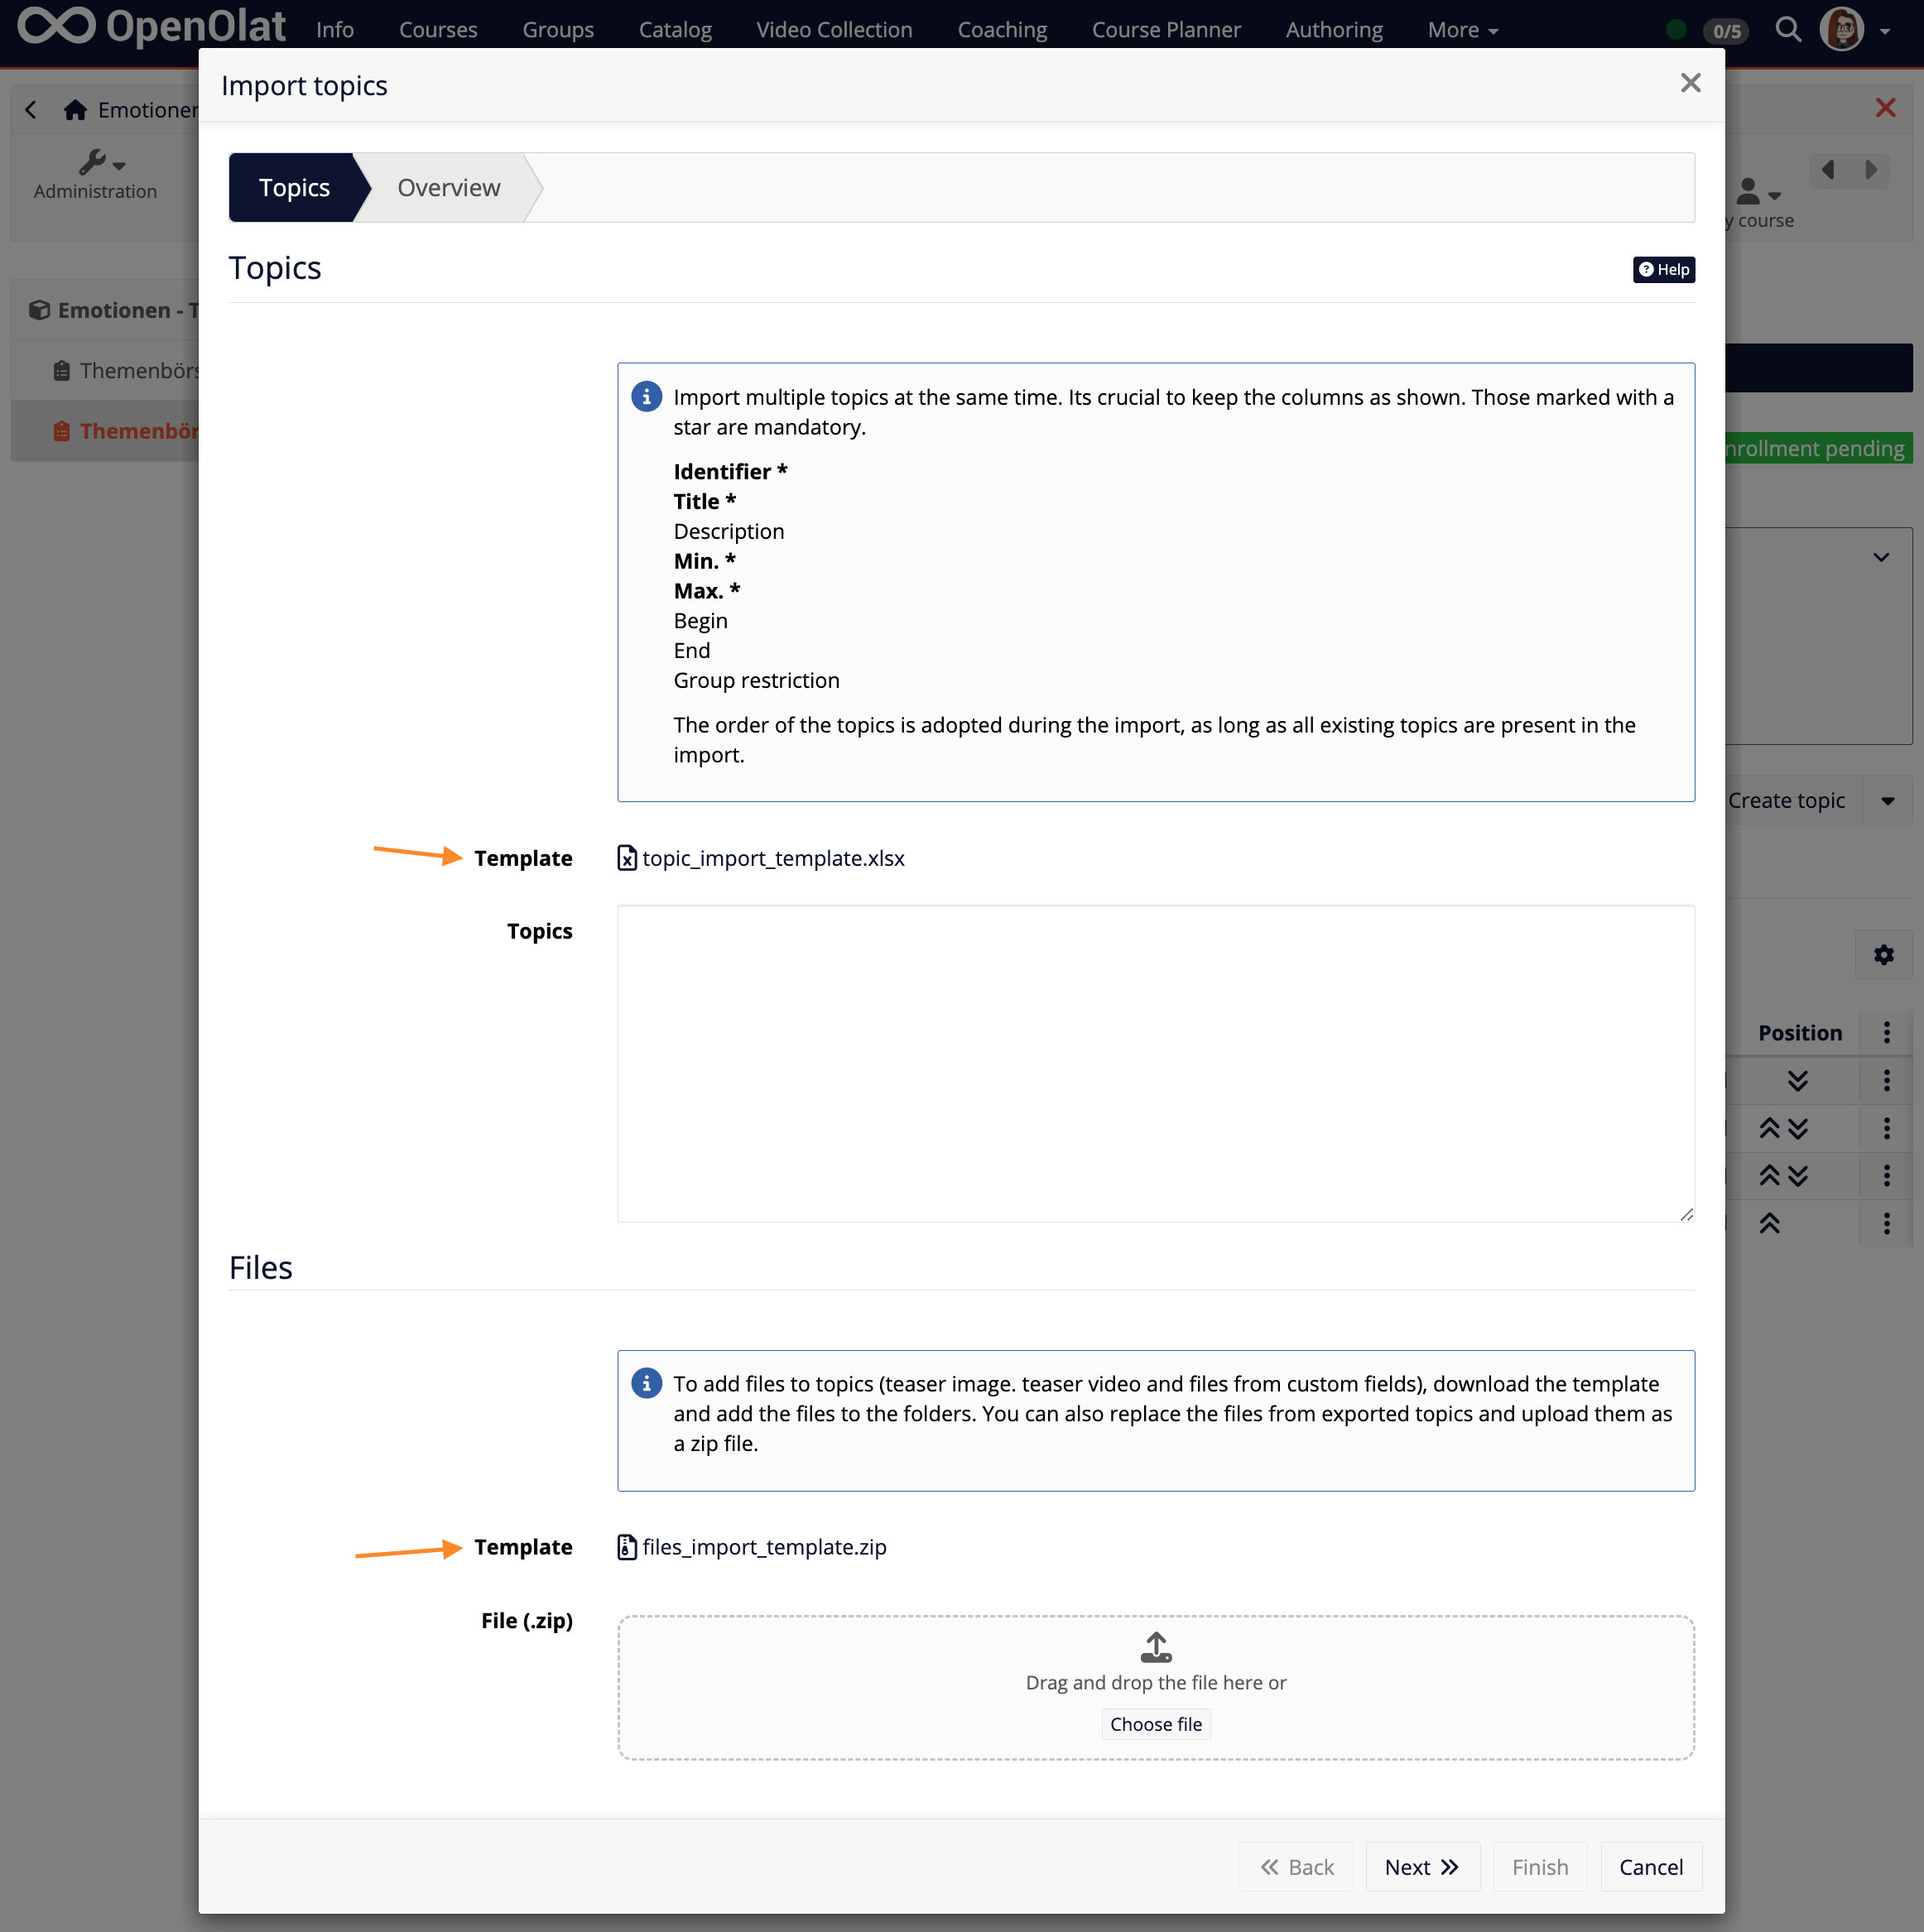 OpenOlat Info Courses Groups Catalog Video Collection Coaching Course Planner Authoring More 0/5
Import topics
Administration
y course
Topics Overview
Topics
Help
Emotionen - T
Import multiple topics at the same time. Its crucial to keep the columns as shown. Those marked with a
star are mandatory.
Identifier *
Title *
Description
Min. *
Max. *
Begin
End
Group restriction
The order of the topics is adopted during the import, as long as all existing topics are present in the
import.
nrollment pending
Create topic
Template topic_import_template.xlsx
Topics
Position
Files
To add files to topics (teaser image. teaser video and files from custom fields), download the template
and add the files to the folders. You can also replace the files from exported topics and upload them as
a zip file.
Template files_import_template.zip
File (.zip)
Drag and drop the file here or
Choose file
Back Next Finish Cancel